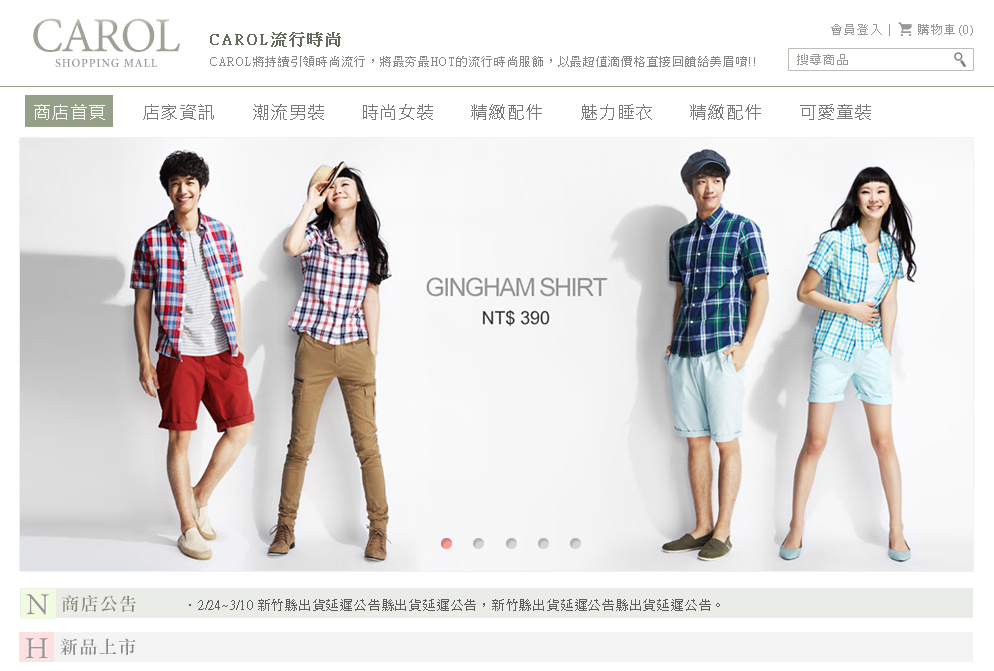 CAROL
SHOPPING MALL
CAROL流行時尚
CAROL將持續引領時尚流行，將最夯最HOT的流行時尚服飾，以最超值滴價格直接回饋給美眉唷!!
會員登入 | 購物車(0)
搜尋商品
商店首頁 店家資訊 潮流男裝 時尚女裝 精緻配件 魅力睡衣 精緻配件 可愛童裝
GINGHAM SHIRT
NT$ 390
N 商店公告 ・2/24~3/10 新竹縣出貨延遲公告縣出貨延遲公告，新竹縣出貨延遲公告縣出貨延遲公告。
H 新品上市